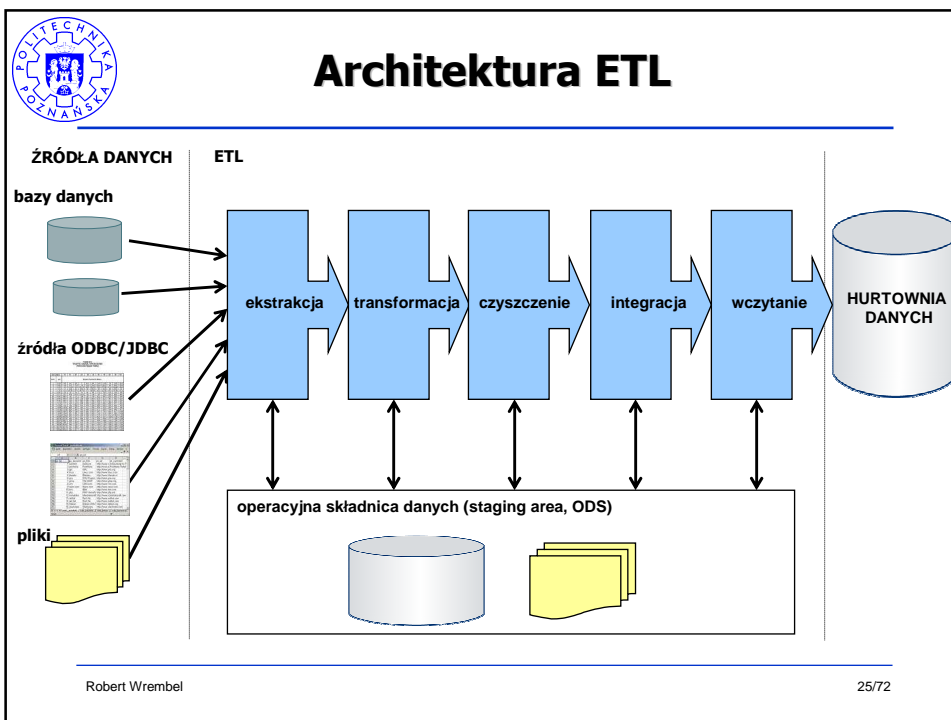 POLITECHNIKA POZNAŃSKA
Architektura ETL
ŹRÓDŁA DANYCH
ETL
bazy danych
źródła ODBC/JDBC
pliki
ekstrakcja
transformacja
czyszczenie
integracja
wczytanie
HURTOWNIA
DANYCH
operacyjna składnica danych (staging area, ODS)
Robert Wrembel
25/72